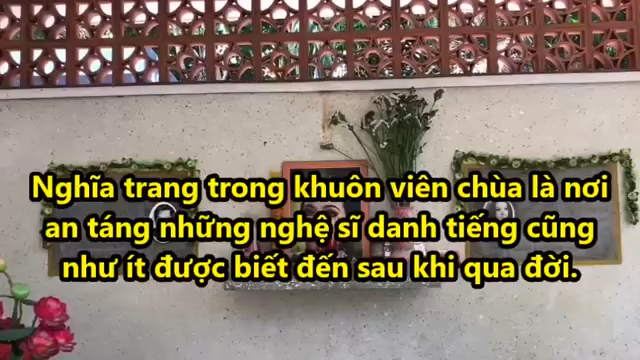 Nghĩa trang trong khuôn viên chùa là nơi
an táng những nghệ sĩ danh tiếng cũng
như ít được biết đến sau khi qua đời.